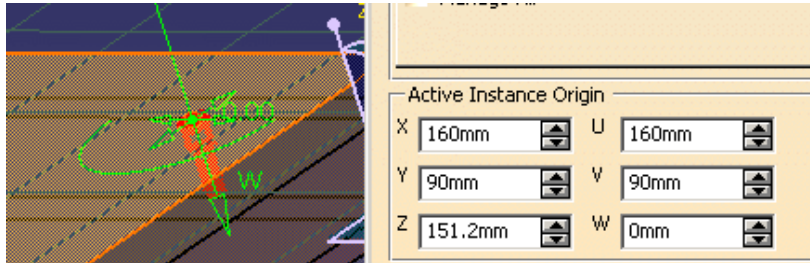 Active Instance Origin
X 160mm U 160mm
Y 90mm V 90mm
Z 151.2mm W 0mm
W